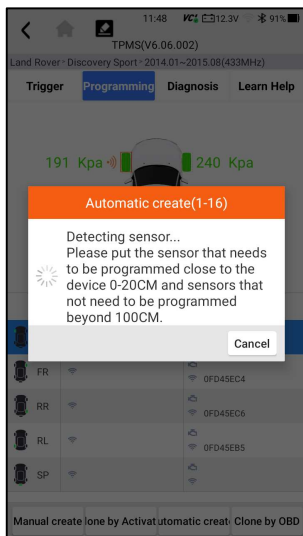 11:48 VCI 12.3V 91%
TPMS(V6.06.002)
Land Rover-Discovery Sport-2014.01~2015.08(433MHz)
Trigger Programming Diagnosis Learn Help
191 Kpa 240 Kpa
Automatic create(1-16)
Detecting sensor...
Please put the sensor that needs
to be programmed close to the
device 0-20CM and sensors that
not need to be programmed
beyond 100CM.
Cancel
FR 0FD45EC4
RR 0FD45EC6
RL 0FD45EB5
SP
Manual create lone by Activat utomatic creat Clone by OBD